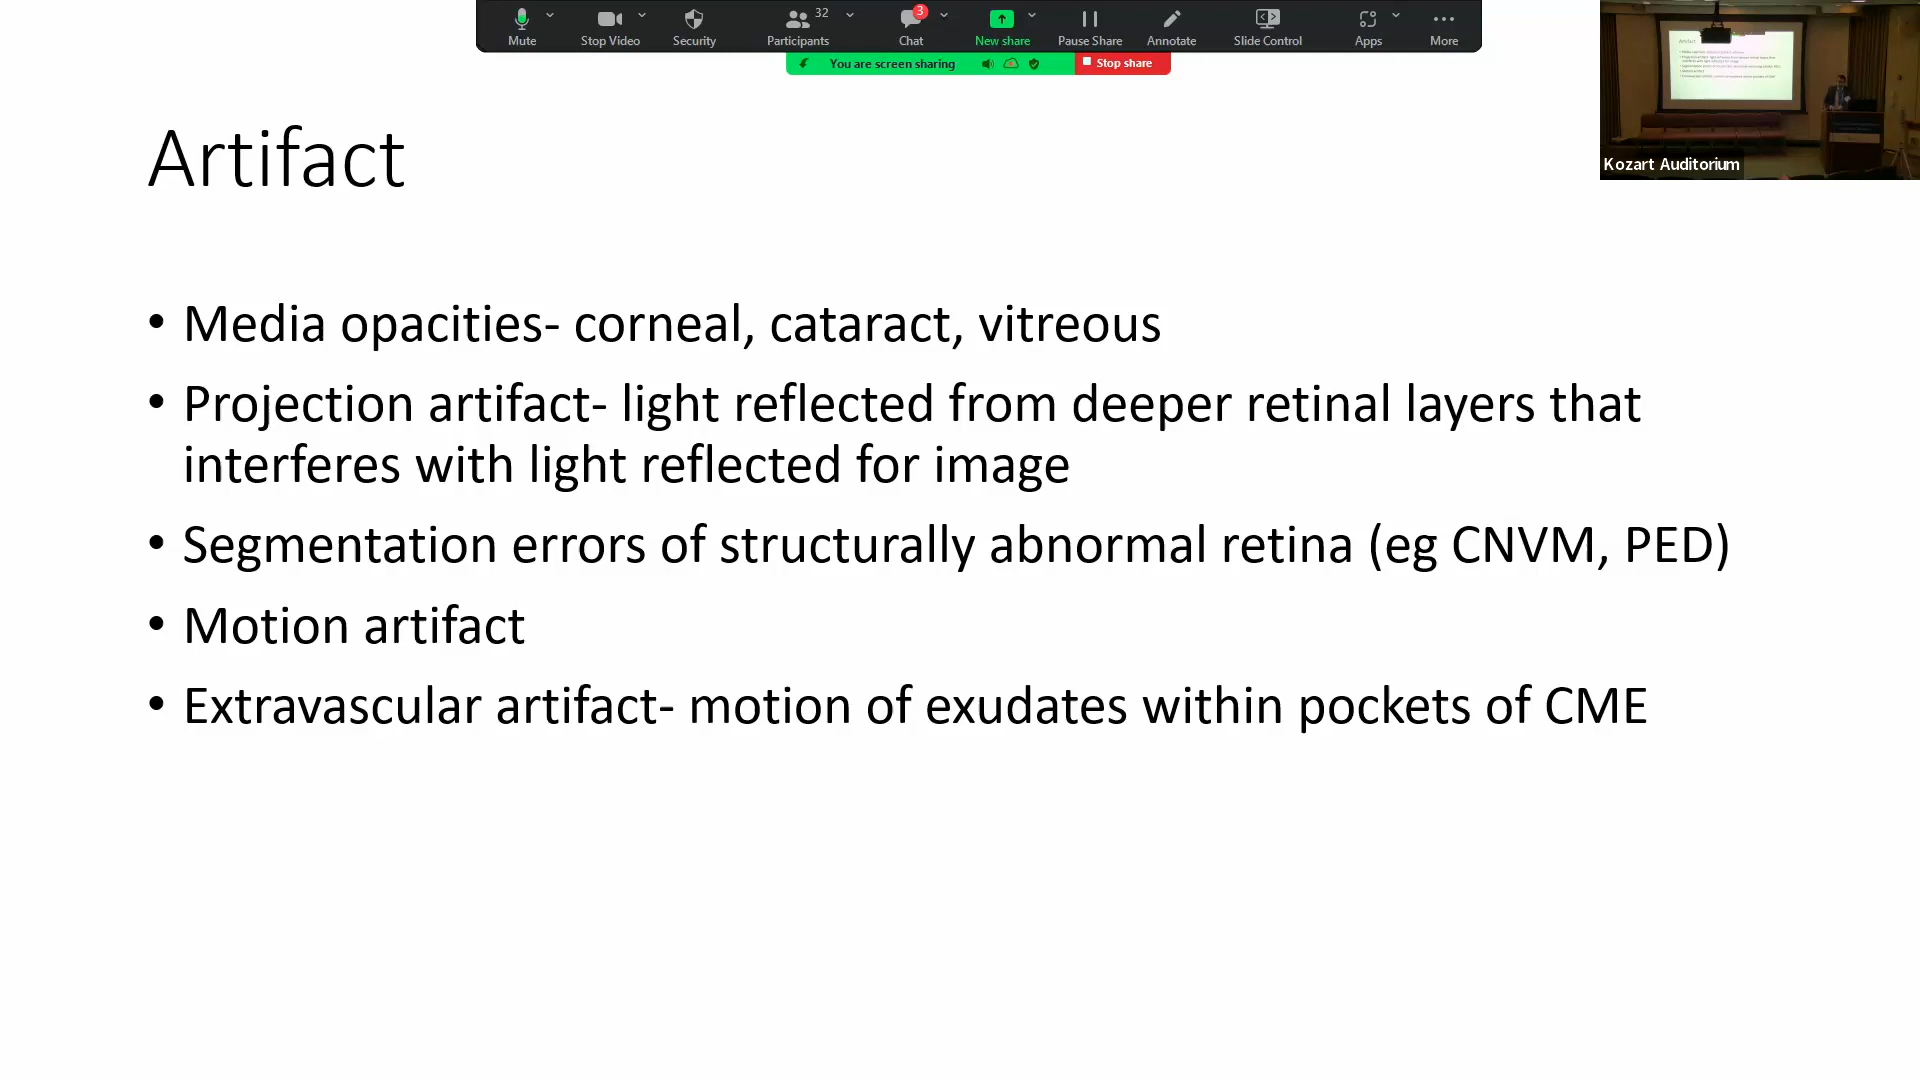 Mute
Stop Video
Security
Participants
32
Chat
3
New share
Pause Share
Annotate
Slide Control
Apps
More
You are screen sharing
Stop share
Kozart Auditorium
Artifact
• Media opacities- corneal, cataract, vitreous
• Projection artifact- light reflected from deeper retinal layers that
interferes with light reflected for image
• Segmentation errors of structurally abnormal retina (eg CNVM, PED)
• Motion artifact
• Extravascular artifact- motion of exudates within pockets of CME